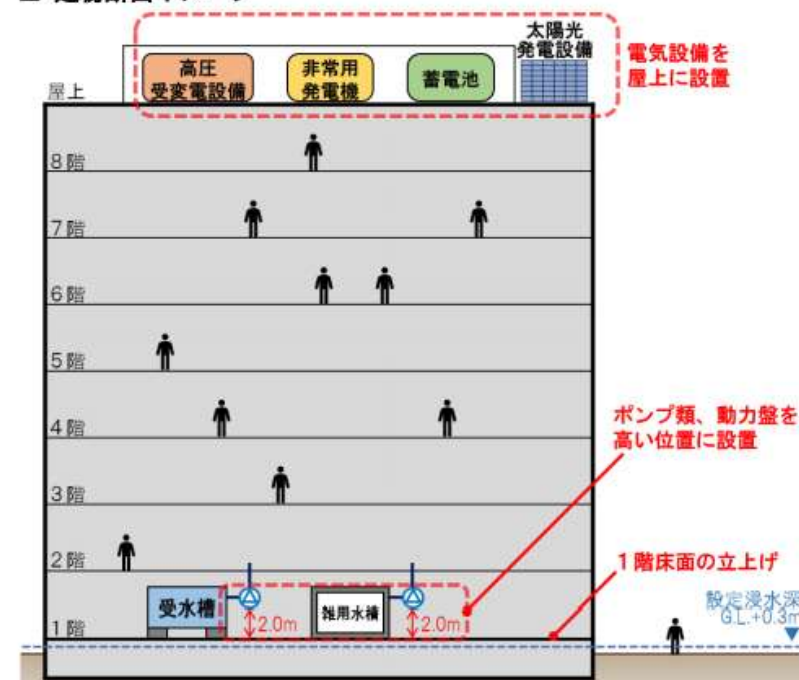 太陽光
発電設備
電気設備を
屋上に設置
高圧
受変電設備
非常用
発電機
蓄電池
屋上
8階
7階
6階
5階
4階
ポンプ類、動力盤を
高い位置に設置
3階
2階
1階床面の立上げ
受水槽
雑用水槽
2.0m
2.0m
1階
設定浸水深
G.L.+0.3m